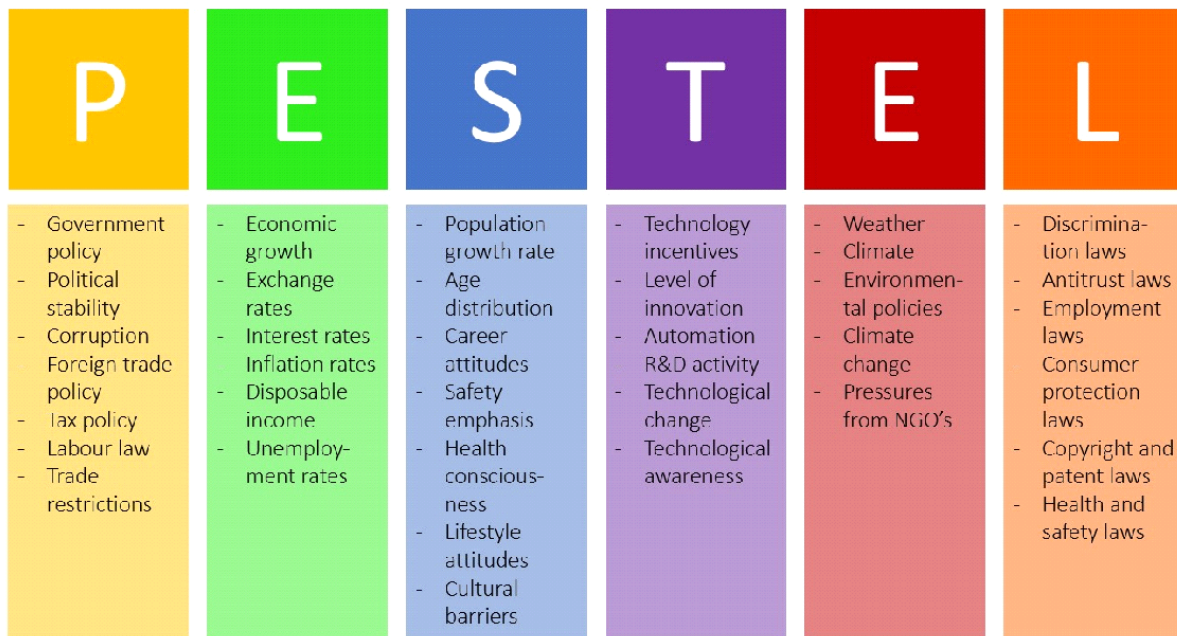 P
- Government
policy
- Political
stability
- Corruption
Foreign trade
policy
- Tax policy
- Labour law
- Trade
restrictions
E
- Economic
growth
- Exchange
rates
- Interest rates
- Inflation rates
- Disposable
income
- Unemploy-
ment rates
S
- Population
growth rate
- Age
distribution
- Career
attitudes
- Safety
emphasis
- Health
conscious-
ness
- Lifestyle
attitudes
- Cultural
barriers
T
- Technology
incentives
- Level of
innovation
- Automation
- R&D activity
- Technological
change
- Technological
awareness
E
- Weather
- Climate
- Environmen-
tal policies
- Climate
change
- Pressures
from NGO's
L
- Discrimina-
tion laws
- Antitrust laws
- Employment
laws
- Consumer
protection
laws
- Copyright and
patent laws
- Health and
safety laws